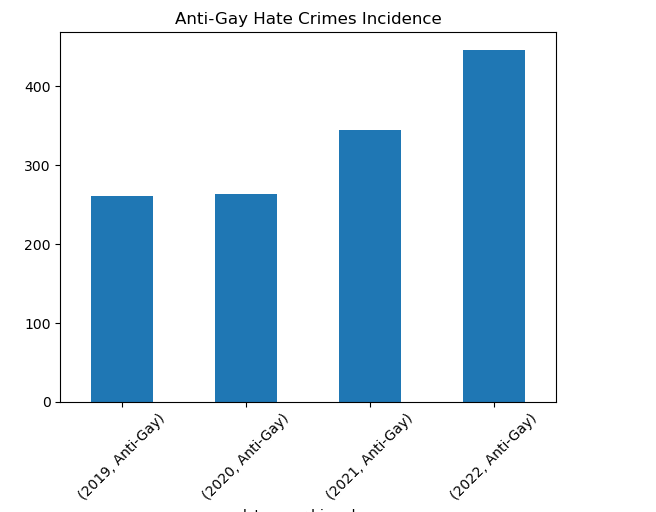 Anti-Gay Hate Crimes Incidence
400
300
200
100
0
(2019, Anti-Gay)
(2020, Anti-Gay)
(2021, Anti-Gay)
(2022, Anti-Gay)